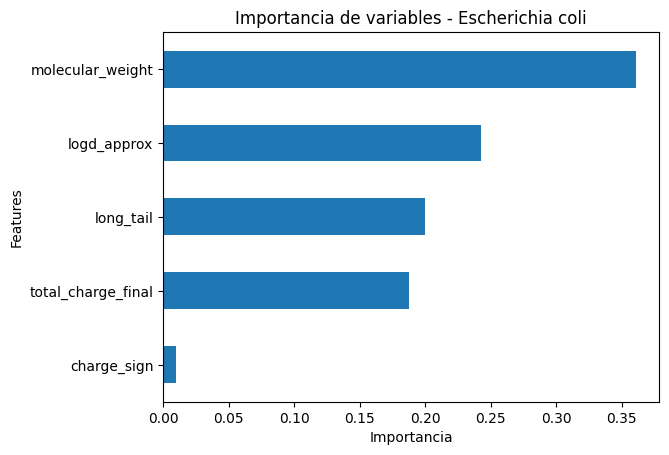 Importancia de variables - Escherichia coli
Features
molecular_weight
logd_approx
long_tail
total_charge_final
charge_sign
0.00 0.05 0.10 0.15 0.20 0.25 0.30 0.35
Importancia